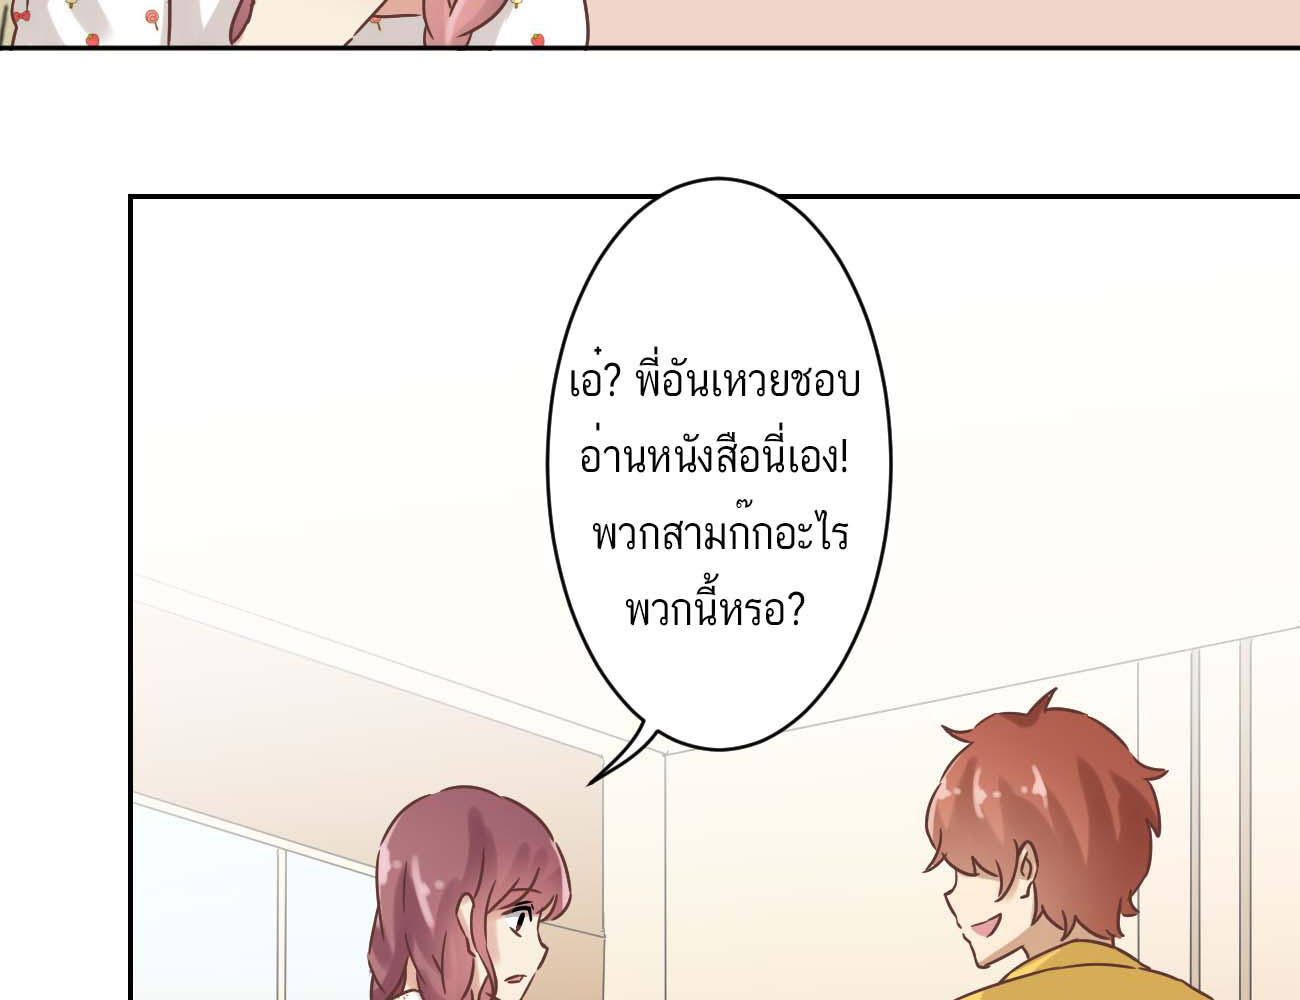 เอ๋? พี่อันเหวยชอบ
อ่านหนังสือนี่เอง!
พวกสามก๊กอะไร
พวกนี้หรอ?